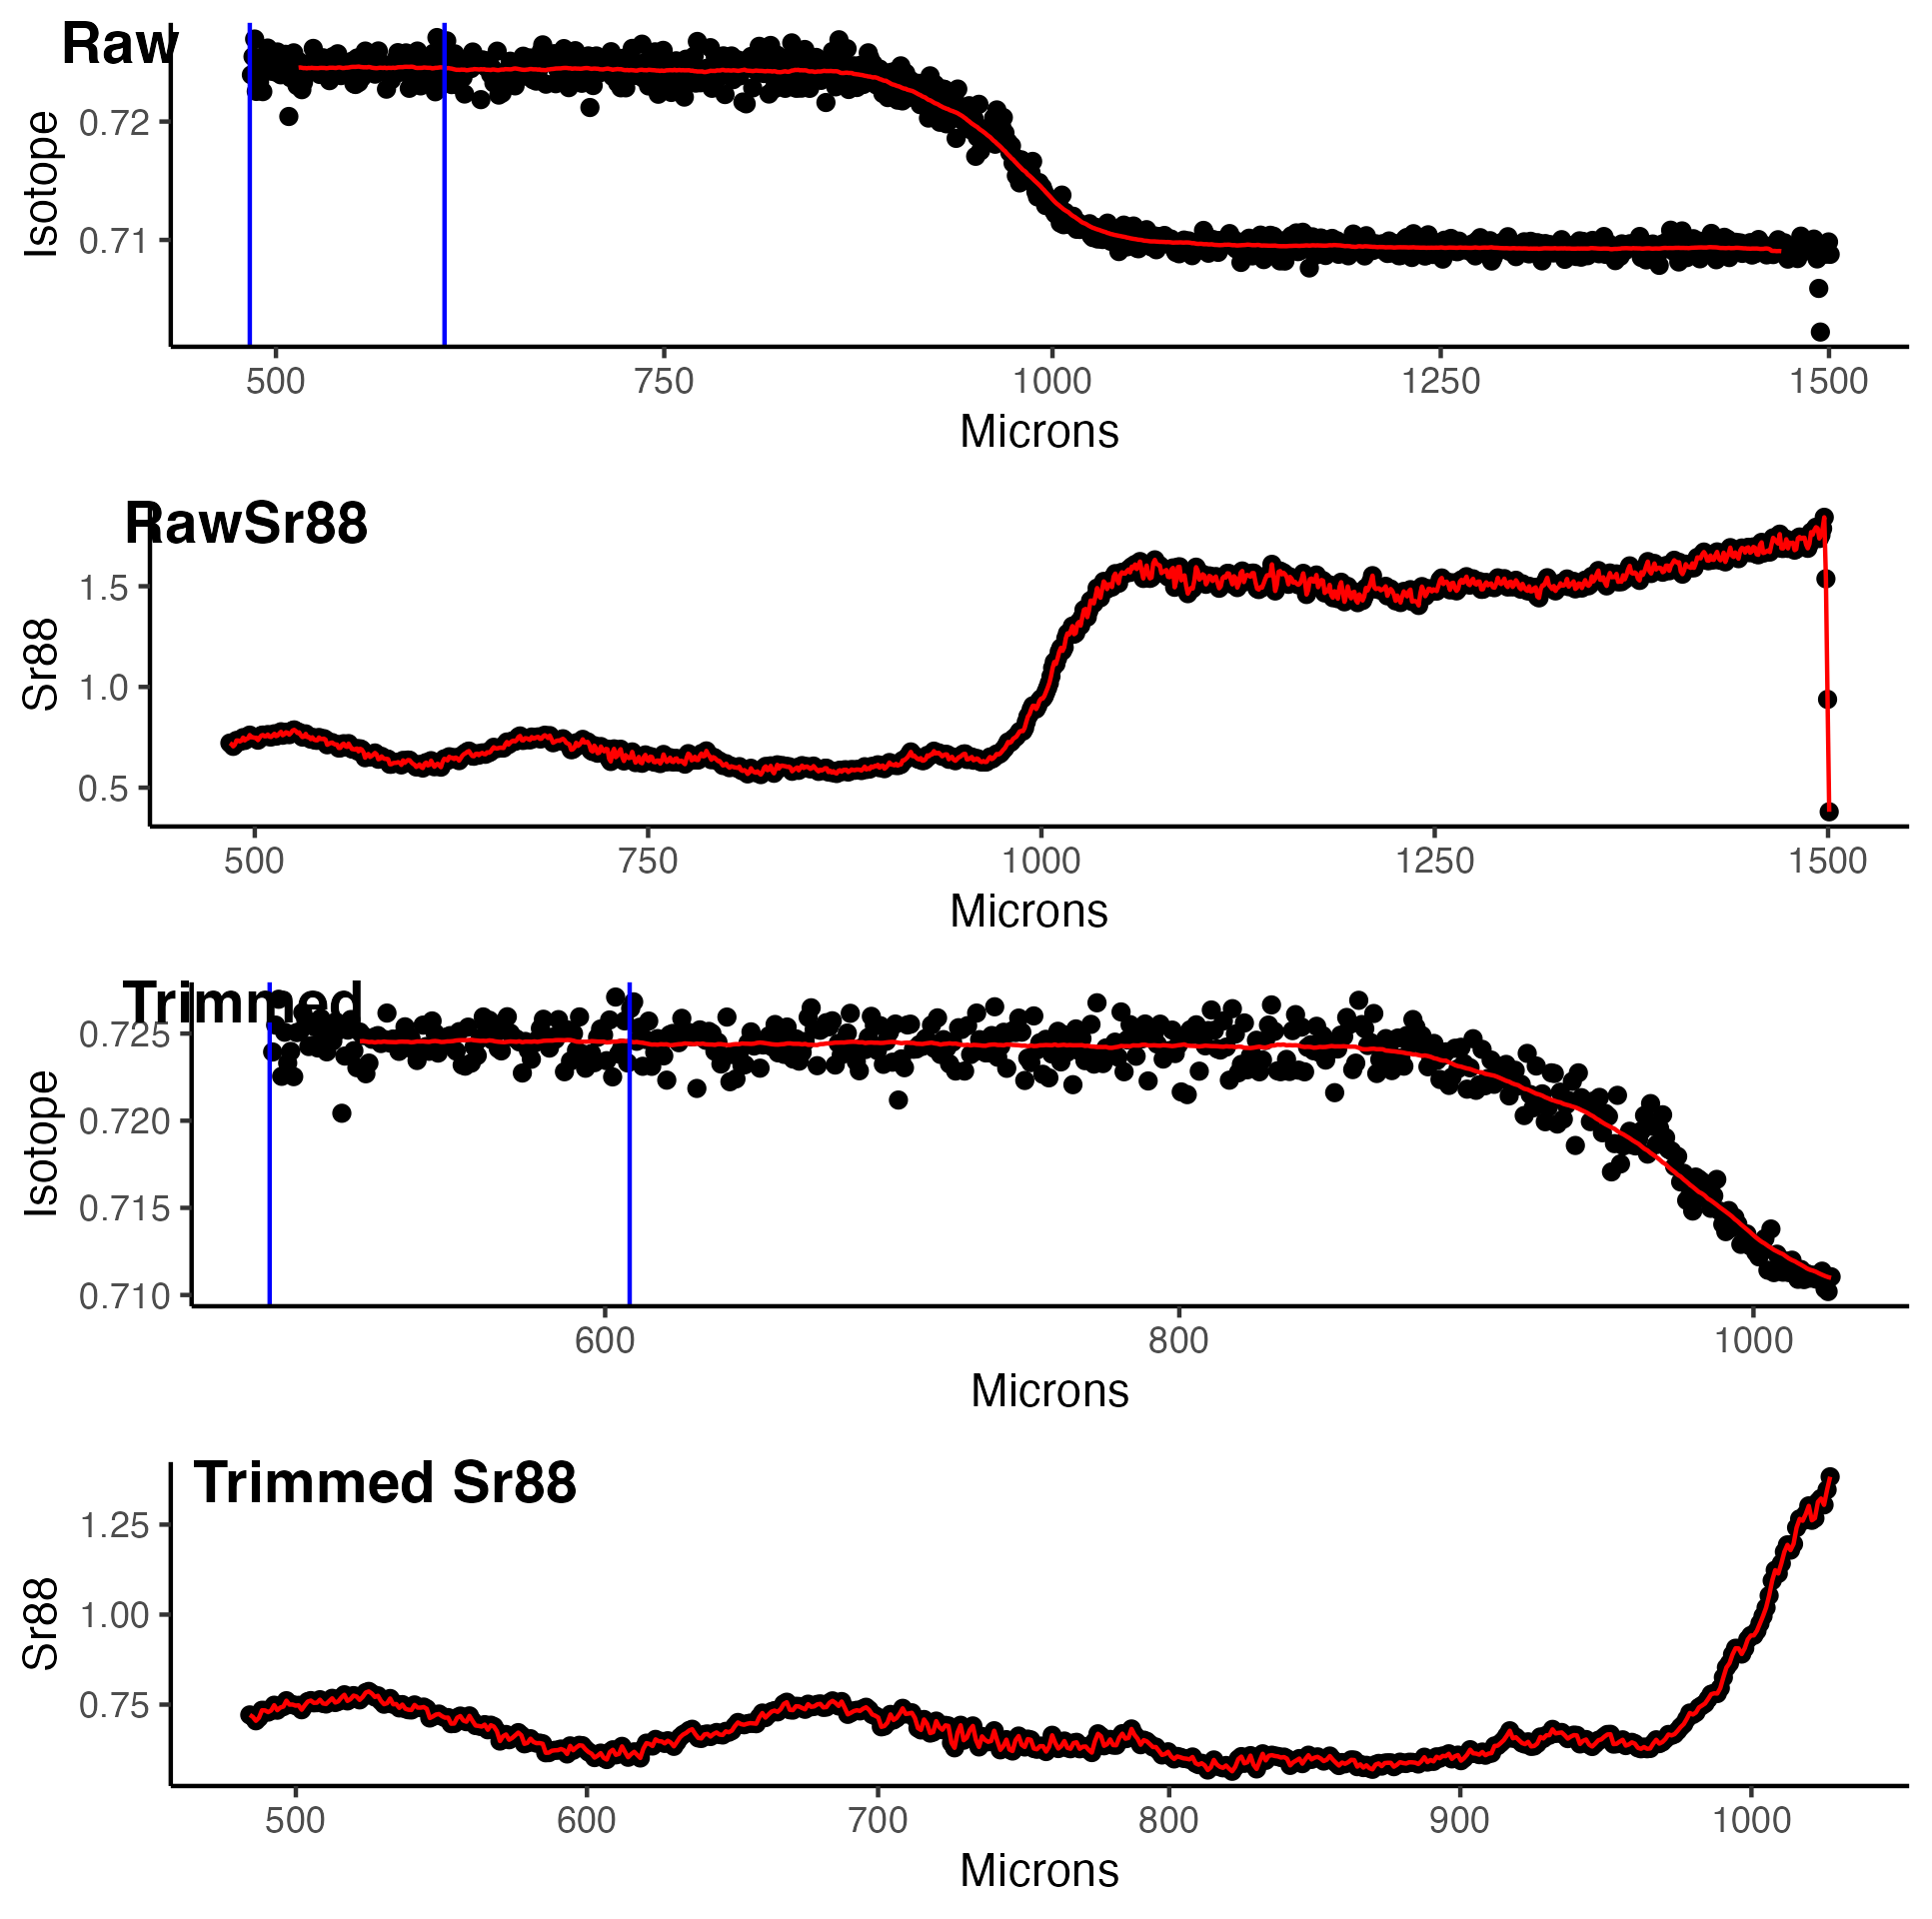 Raw
Isotope
0.72
0.71
500 750 1000 1250 1500
Microns
RawSr88
Sr88
1.5
1.0
0.5
500 750 1000 1250 1500
Microns
Trimmed
Isotope
0.725
0.720
0.715
0.710
600 800 1000
Microns
Trimmed Sr88
Sr88
1.25
1.00
0.75
500 600 700 800 900 1000
Microns